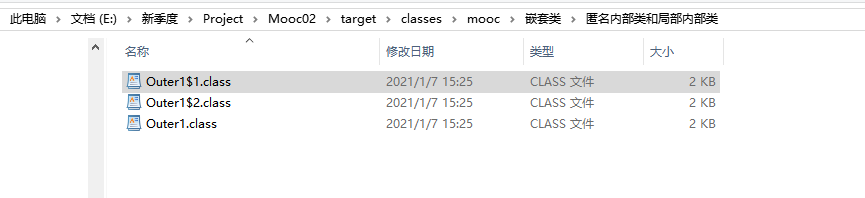 此电脑 > 文档 (E:) > 新季度 > Project > Mooc02 > target > classes > mooc > 嵌套类 > 匿名内部类和局部内部类
名称 修改日期 类型 大小
Outer1$1.class 2021/1/7 15:25 CLASS 文件 2 KB
Outer1$2.class 2021/1/7 15:25 CLASS 文件 2 KB
Outer1.class 2021/1/7 15:25 CLASS 文件 2 KB